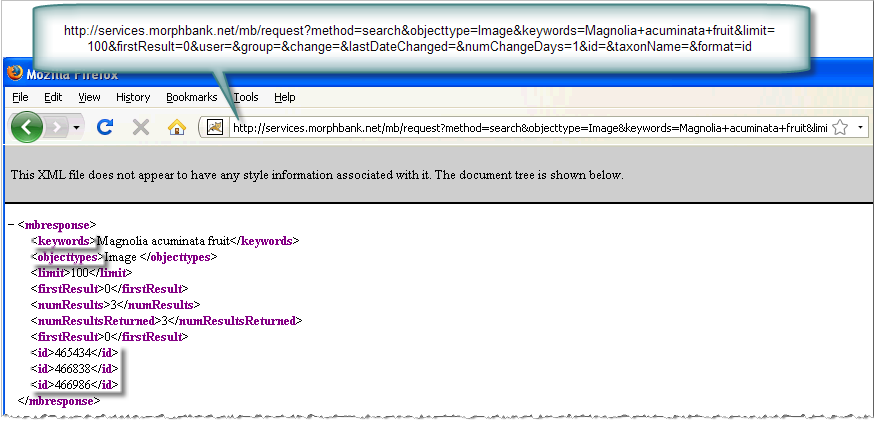 http://services.morphbank.net/mb/request?method=search&objecttype=Image&keywords=Magnolia+acuminata+fruit&limit=
100&firstResult=0&user=&group=&change=&lastDateChanged=&numChangeDays=1&id=&taxonName=&format=id
Mozilla Firefox
File Edit View History Bookmarks Tools Help
http://services.morphbank.net/mb/request?method=search&objecttype=Image&keywords=Magnolia+acuminata+fruit&limi
This XML file does not appear to have any style information associated with it. The document tree is shown below.
− <mbresponse>
<keywords>Magnolia acuminata fruit</keywords>
<objecttypes>Image </objecttypes>
<limit>100</limit>
<firstResult>0</firstResult>
<numResults>3</numResults>
<numResultsReturned>3</numResultsReturned>
<firstResult>0</firstResult>
<id>465434</id>
<id>466838</id>
<id>466986</id>
</mbresponse>